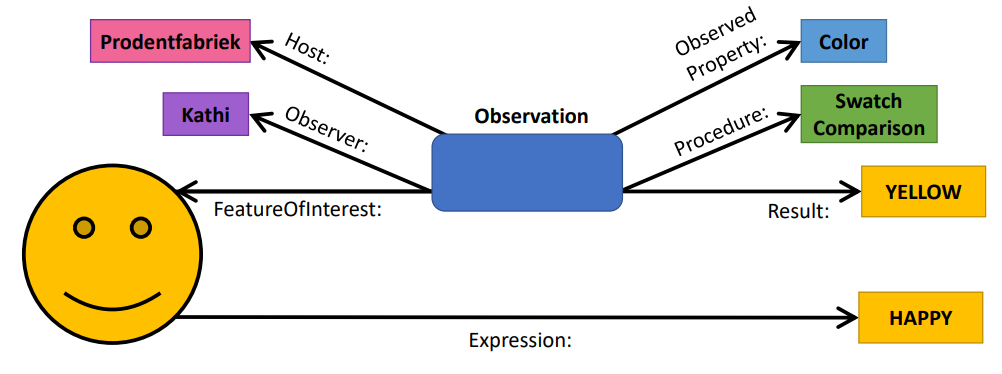 Prodentfabriek
Host:
Observed
Property:
Color
Kathi
Observer:
Observation
Procedure:
Swatch
Comparison
FeatureOfInterest:
Result:
YELLOW
Expression:
HAPPY